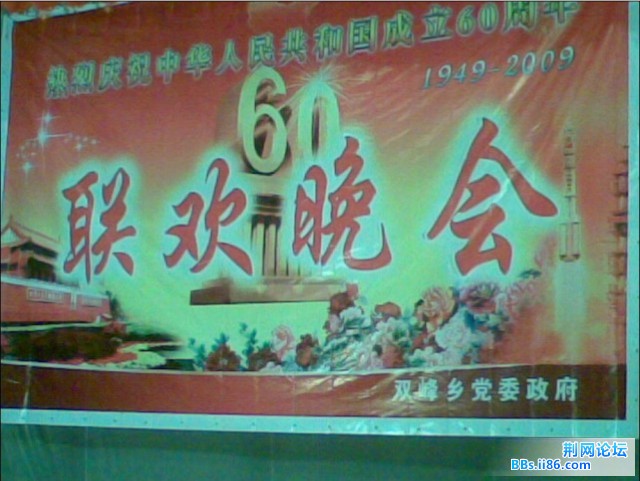 热烈庆祝中华人民共和国成立60周年
1949-2009
60
联欢晚会
双峰乡党委政府
荆网论坛
BBs.ii86.com